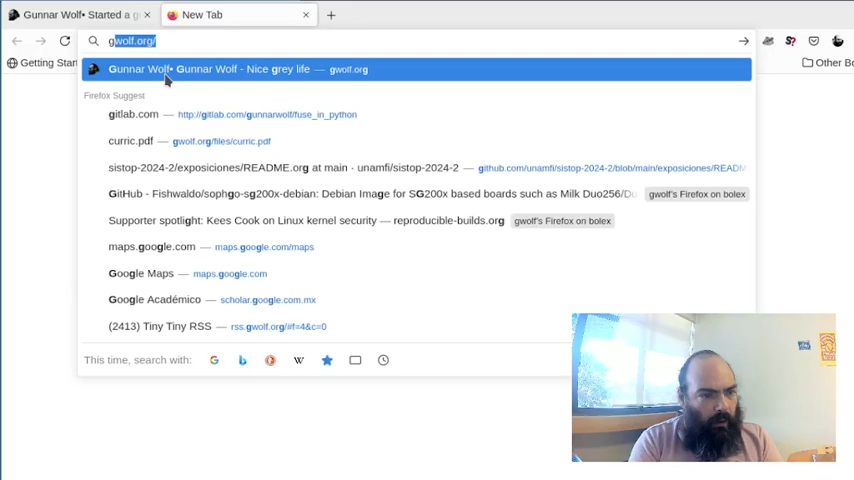 Gunnar Wolf• Started a g
New Tab
gwolf.org/
Getting Star
Other Bo
Gunnar Wolf• Gunnar Wolf - Nice grey life — gwolf.org
Firefox Suggest
gitlab.com — http://gitlab.com/gunnarwolf/fuse_in_python
curric.pdf — gwolf.org/files/curric.pdf
sistop-2024-2/exposiciones/README.org at main · unamfi/sistop-2024-2 — github.com/unamfi/sistop-2024-2/blob/main/exposiciones/READM
GitHub - Fishwaldo/sophgo-sg200x-debian: Debian Image for SG200x based boards such as Milk Duo256/Du gwolf's Firefox on bolex
Supporter spotlight: Kees Cook on Linux kernel security — reproducible-builds.org gwolf's Firefox on bolex
maps.google.com — maps.google.com/maps
Google Maps — maps.google.com
Google Académico — scholar.google.com.mx
(2413) Tiny Tiny RSS — rss.gwolf.org/#f=4&c=0
This time, search with: